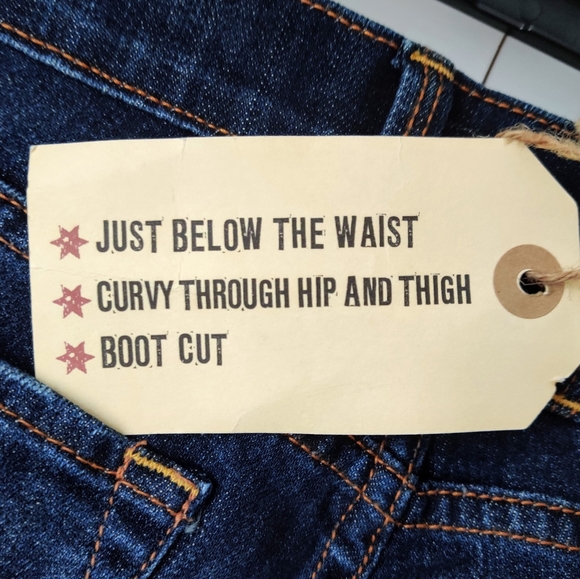 JUST BELOW THE WAIST
CURVY THROUGH HIP AND THIGH
BOOT CUT